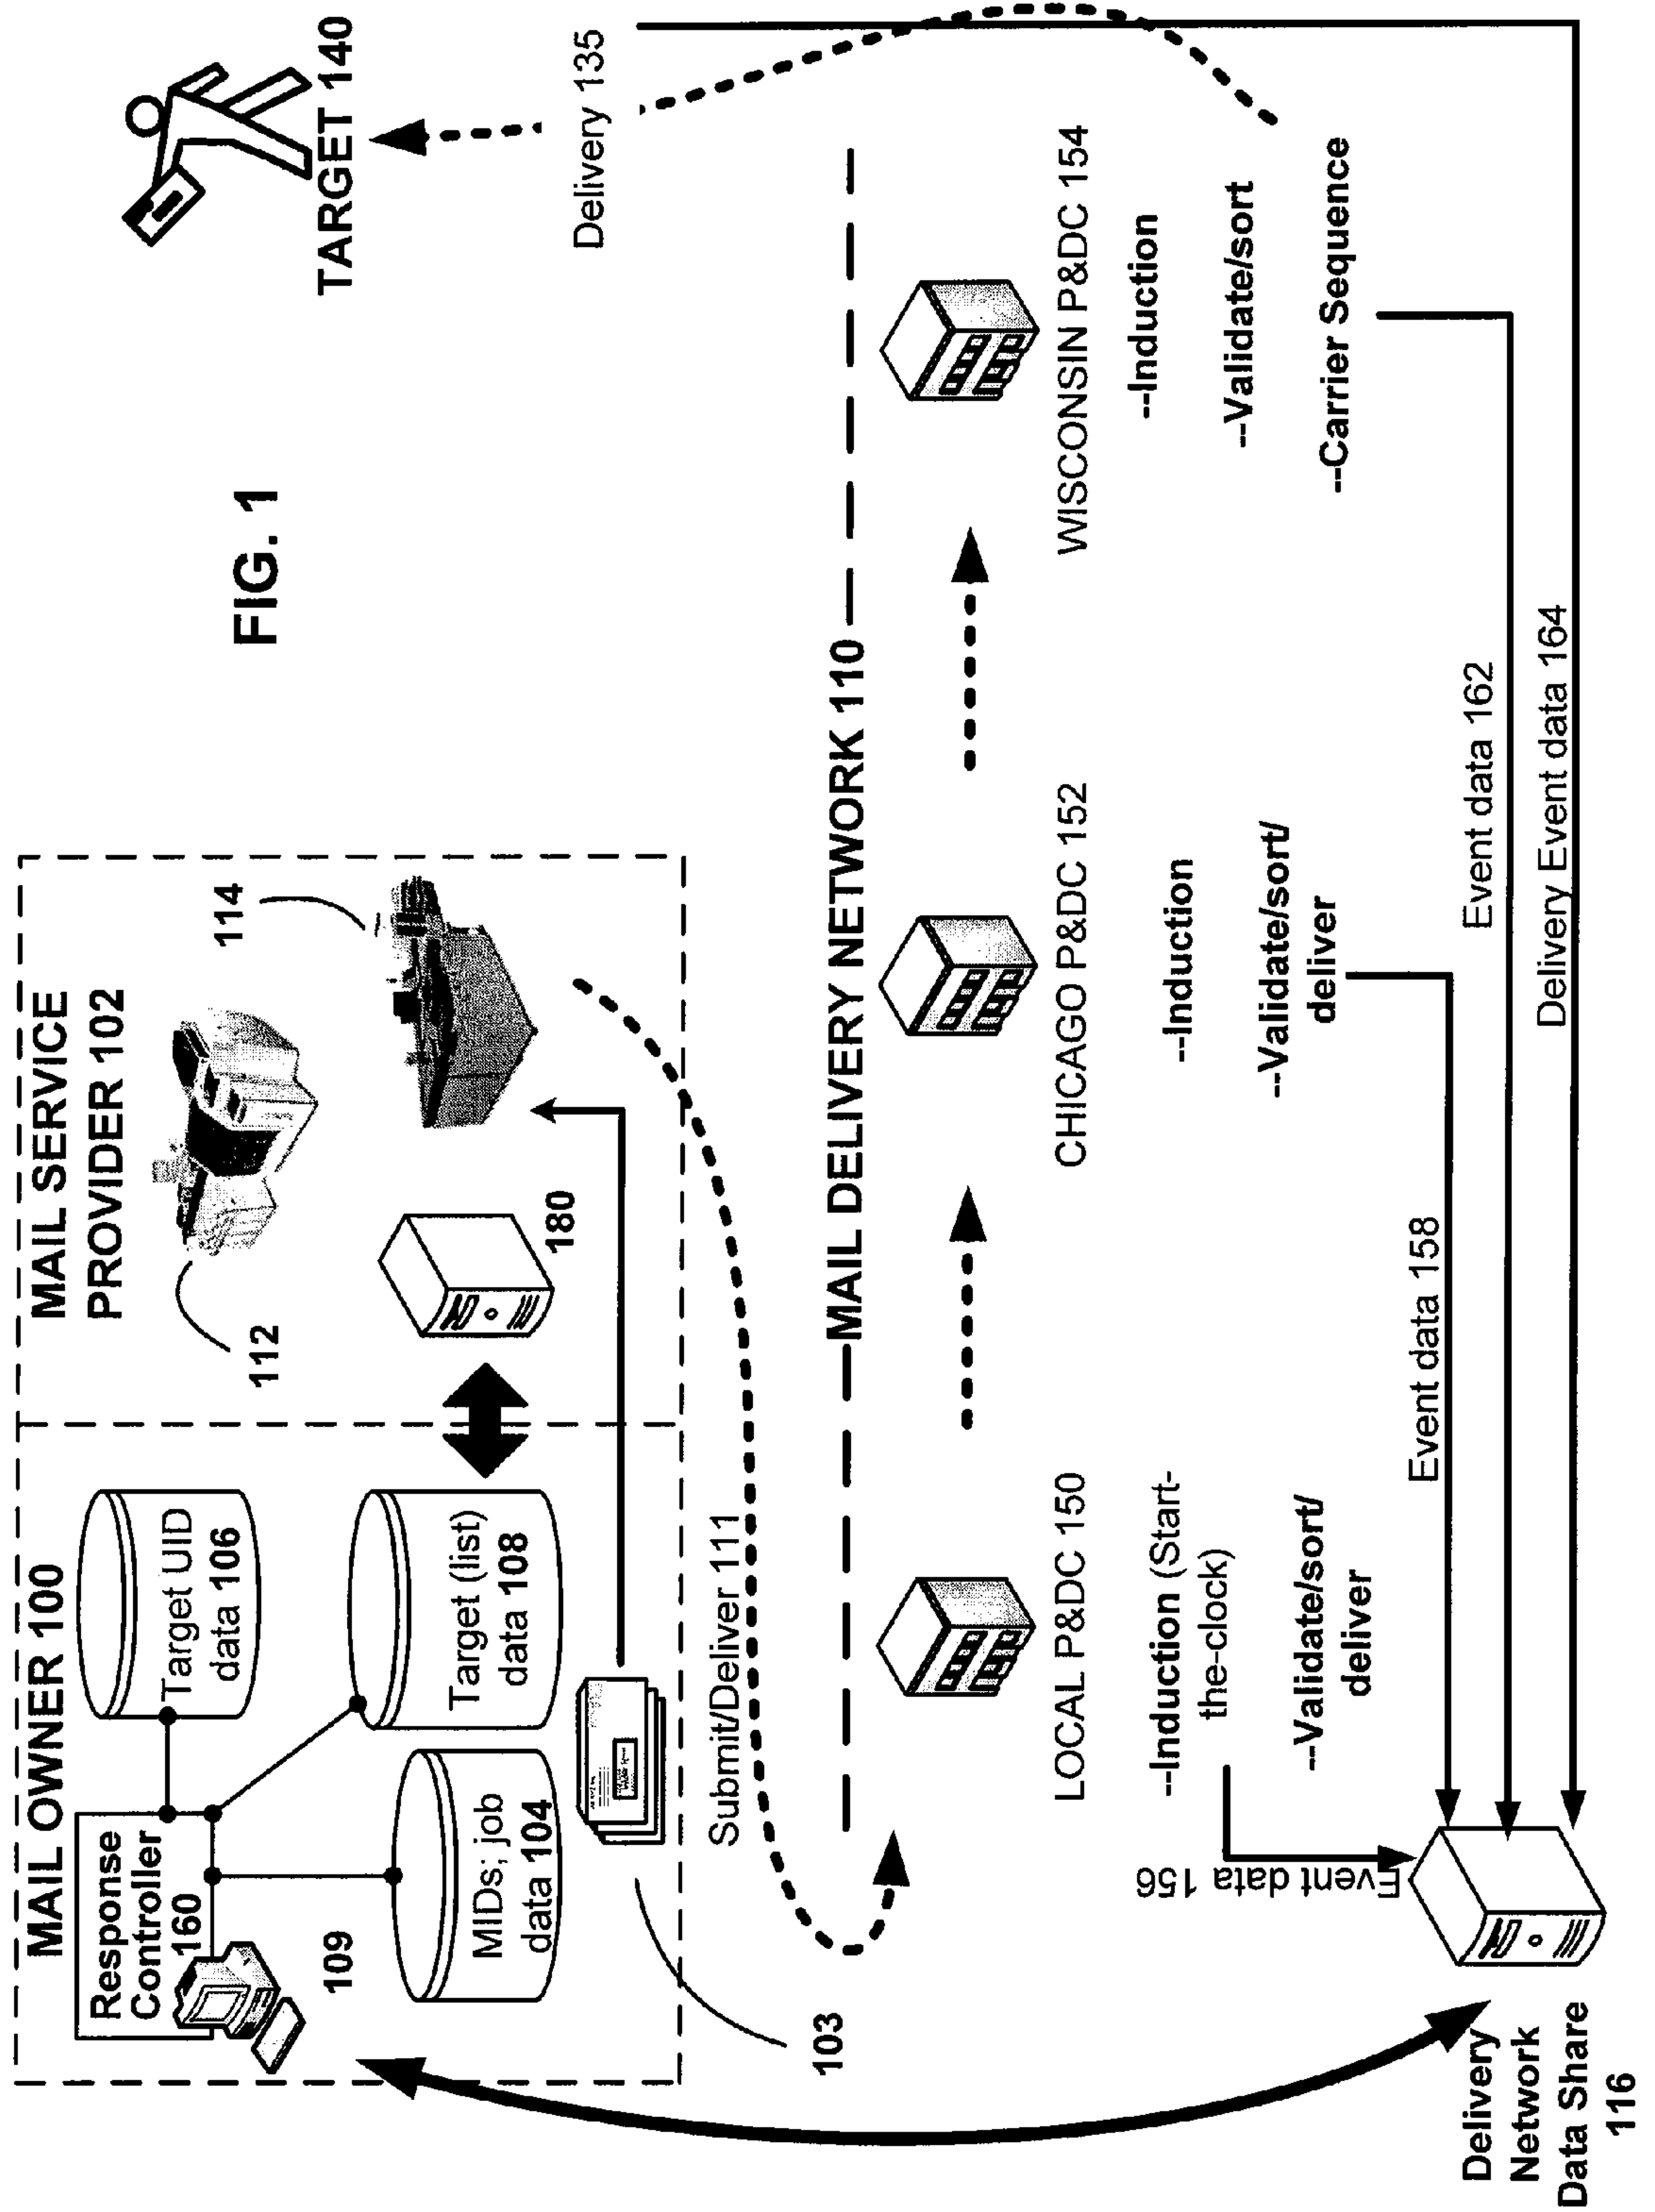 FIG. 1
MAIL OWNER 100
Response
Controller
160
109
Target UID
data 106
MIDs; job
data 104
Target (list)
data 108
103
MAIL SERVICE
PROVIDER 102
112
114
180
Submit/Deliver 111
TARGET 140
Delivery 135
MAIL DELIVERY NETWORK 110
LOCAL P&DC 150
--Induction (Start-
the-clock)
--Validate/sort/
deliver
CHICAGO P&DC 152
--Induction
--Validate/sort/
deliver
WISCONSIN P&DC 154
--Induction
--Validate/sort
--Carrier Sequence
Event data 156
Event data 158
Event data 162
Delivery Event data 164
Delivery
Network
Data Share
116